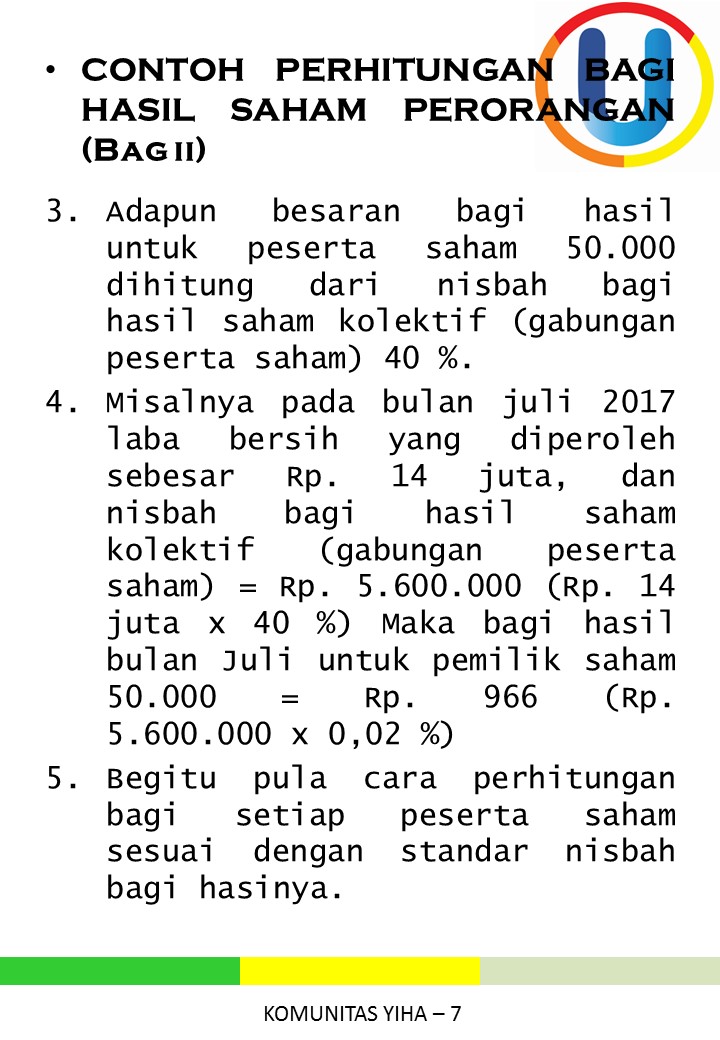 • CONTOH PERHITUNGAN BAGI
HASIL SAHAM PERORANGAN
(BAG II)
3. Adapun besaran bagi hasil
untuk peserta saham 50.000
dihitung dari nisbah bagi
hasil saham kolektif (gabungan
peserta saham) 40 %.
4. Misalnya pada bulan juli 2017
laba bersih yang diperoleh
sebesar Rp. 14 juta, dan
nisbah bagi hasil saham
kolektif (gabungan peserta
saham) = Rp. 5.600.000 (Rp. 14
juta x 40 %) Maka bagi hasil
bulan Juli untuk pemilik saham
50.000 = Rp. 966 (Rp.
5.600.000 x 0,02 %)
5. Begitu pula cara perhitungan
bagi setiap peserta saham
sesuai dengan standar nisbah
bagi hasinya.
KOMUNITAS YIHA – 7